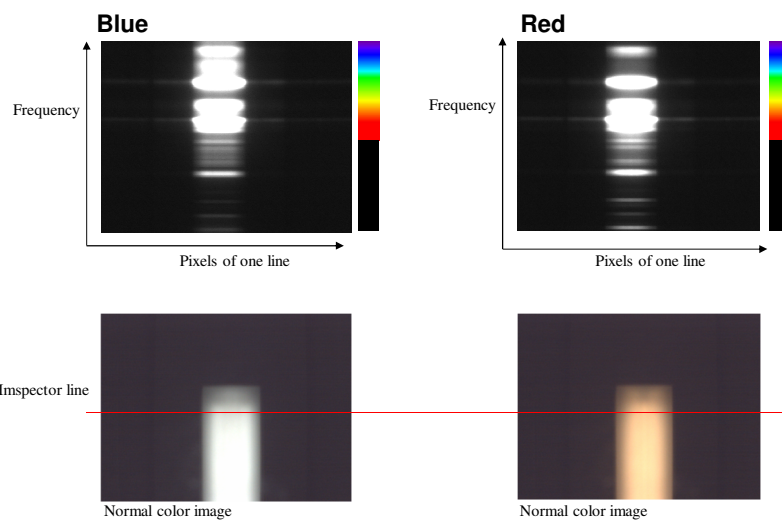 Blue
Red
Frequency
Frequency
Pixels of one line
Pixels of one line
Imspector line
Normal color image
Normal color image